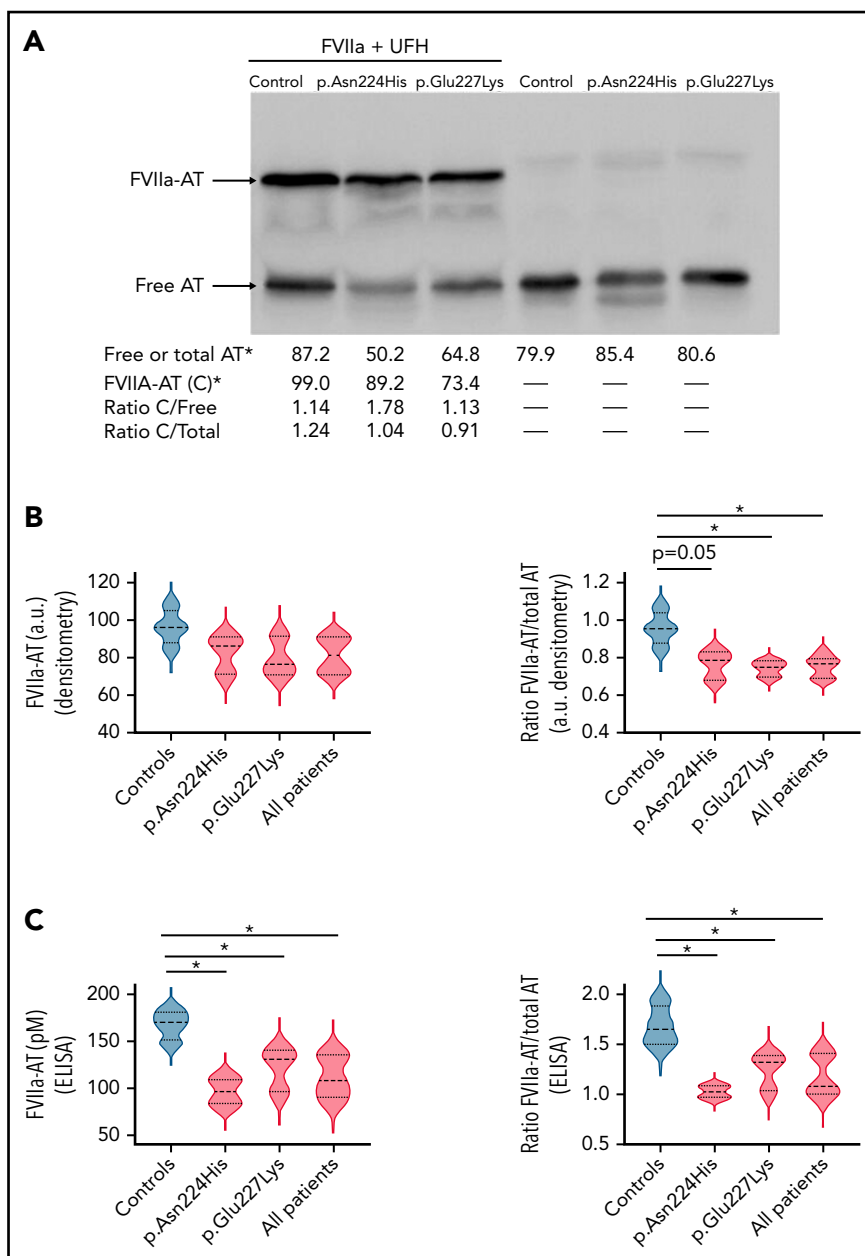 A
FVIIa + UFH
Control p.Asn224His p.Glu227Lys Control p.Asn224His p.Glu227Lys
FVIIa-AT
Free AT
Free or total AT* 87.2 50.2 64.8 79.9 85.4 80.6
FVIIA-AT (C)* 99.0 89.2 73.4 — — —
Ratio C/Free 1.14 1.78 1.13 — — —
Ratio C/Total 1.24 1.04 0.91 — — —
B
FVIIa-AT (a.u.)
(densitometry)
120
100
80
60
40
Controls
p.Asn224His
p.Glu227Lys
All patients
Ratio FVIIa-AT/total AT
(a.u. densitometry)
*
*
p=0.05
1.2
1.0
0.8
0.6
0.4
Controls
p.Asn224His
p.Glu227Lys
All patients
C
FVIIa-AT (pM)
(ELISA)
*
*
*
200
150
100
50
Controls
p.Asn224His
p.Glu227Lys
All patients
Ratio FVIIa-AT/total AT
(ELISA)
*
*
*
2.0
1.5
1.0
0.5
Controls
p.Asn224His
p.Glu227Lys
All patients